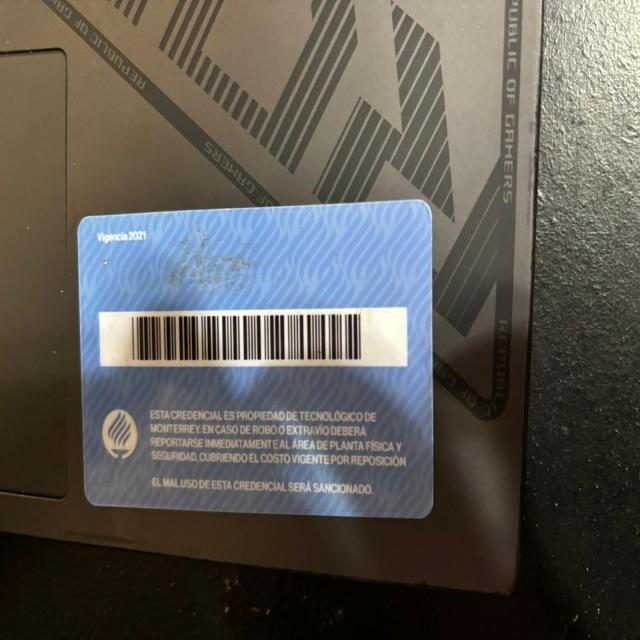 REPUBLIC OF GAMERS
REPUBLIC OF GAMERS
OF GAMERS
Vigencia 2021
ESTA CREDENCIAL ES PROPIEDAD DE TECNOLÓGICO DE
MONTERREY. EN CASO DE ROBO O EXTRAVÍO DEBERÁ
REPORTARSE INMEDIATAMENTE AL ÁREA DE PLANTA FÍSICA Y
SEGURIDAD, CUBRIENDO EL COSTO VIGENTE POR REPOSICIÓN
EL MAL USO DE ESTA CREDENCIAL SERÁ SANCIONADO.